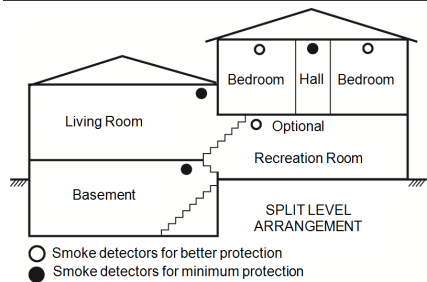 Bedroom
Hall
Bedroom
Living Room
Optional
Recreation Room
Basement
SPLIT LEVEL
ARRANGEMENT
Smoke detectors for better protection
Smoke detectors for minimum protection